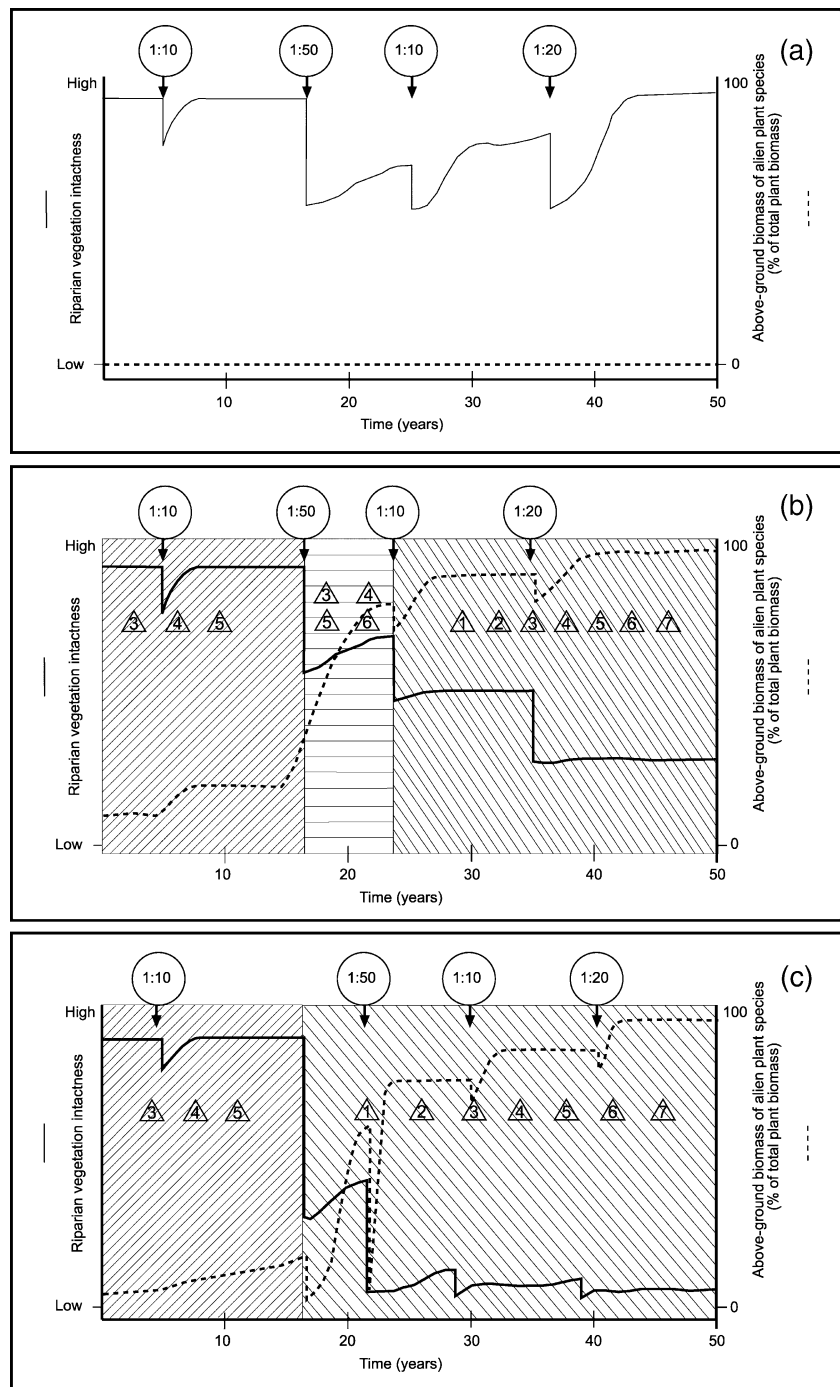 1:10 1:50 1:10 1:20 (a)
High 100
Riparian vegetation intactness
Above-ground biomass of alien plant species
(% of total plant biomass)
Low 0
10 20 30 40 50
Time (years)
1:10 1:50 1:10 1:20 (b)
High 100
3 4
3 4 5 5 6 1 2 3 4 5 6 7
Riparian vegetation intactness
Above-ground biomass of alien plant species
(% of total plant biomass)
Low 0
10 20 30 40 50
Time (years)
1:10 1:50 1:10 1:20 (c)
High 100
3 4 5 1 2 3 4 5 6 7
Riparian vegetation intactness
Above-ground biomass of alien plant species
(% of total plant biomass)
Low 0
10 20 30 40 50
Time (years)